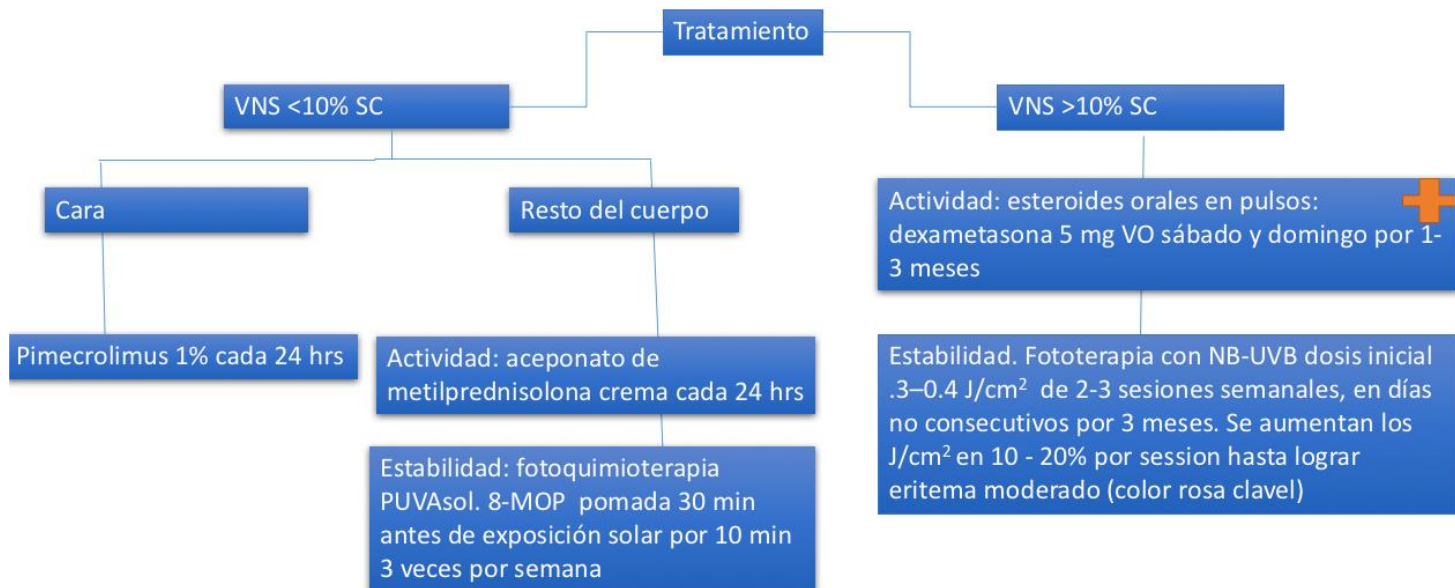 Tratamiento
VNS <10% SC
VNS >10% SC
Cara
Resto del cuerpo
Actividad: esteroides orales en pulsos:
dexametasona 5 mg VO sábado y domingo por 1-
3 meses
Pimecrolimus 1% cada 24 hrs
Actividad: aceponato de
metilprednisolona crema cada 24 hrs
Estabilidad. Fototerapia con NB-UVB dosis inicial
.3–0.4 J/cm² de 2-3 sesiones semanales, en días
no consecutivos por 3 meses. Se aumentan los
J/cm² en 10 - 20% por session hasta lograr
eritema moderado (color rosa clavel)
Estabilidad: fotoquimioterapia
PUVAsol. 8-MOP pomada 30 min
antes de exposición solar por 10 min
3 veces por semana